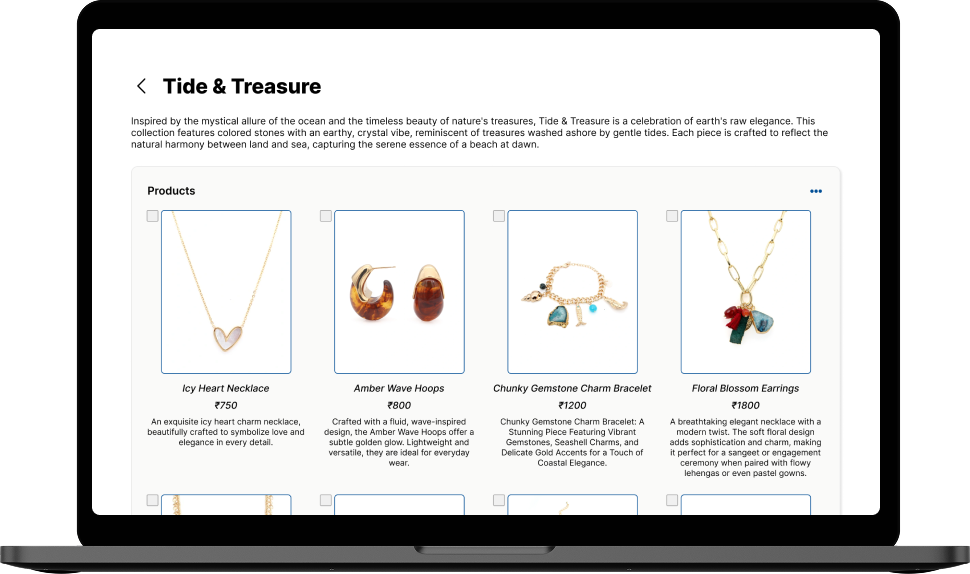 Tide & Treasure
Inspired by the mystical allure of the ocean and the timeless beauty of nature's treasures, Tide & Treasure is a celebration of earth's raw elegance. This
collection features colored stones with an earthy, crystal vibe, reminiscent of treasures washed ashore by gentle tides. Each piece is crafted to reflect the
natural harmony between land and sea, capturing the serene essence of a beach at dawn.
Products
Icy Heart Necklace
₹750
An exquisite icy heart charm necklace,
beautifully crafted to symbolize love and
elegance in every detail.
Amber Wave Hoops
₹800
Crafted with a fluid, wave-inspired
design, the Amber Wave Hoops offer a
subtle golden glow. Lightweight and
versatile, they are ideal for everyday
wear.
Chunky Gemstone Charm Bracelet
₹1200
Chunky Gemstone Charm Bracelet: A
Stunning Piece Featuring Vibrant
Gemstones, Seashell Charms, and
Delicate Gold Accents for a Touch of
Coastal Elegance.
Floral Blossom Earrings
₹1800
A breathtaking elegant necklace with a
modern twist. The soft floral design
adds sophistication and charm, making
it perfect for a sangeet or engagement
ceremony when paired with flowy
lehengas or even pastel gowns.